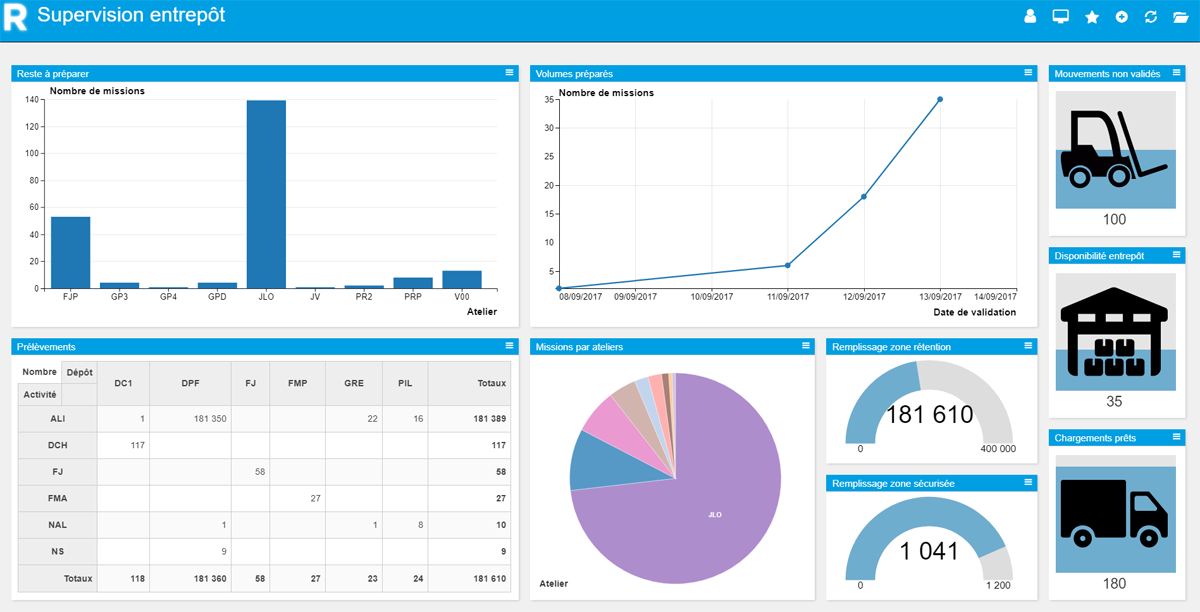 R Supervision entrepôt
Reste à préparer
Nombre de missions
140
120
100
80
60
40
20
0
FJP GP3 GP4 GPD JLO JV PR2 PRP V00
Atelier
Volumes préparés
Nombre de missions
35
30
25
20
15
10
5
08/09/2017 09/09/2017 10/09/2017 11/09/2017 12/09/2017 13/09/2017 14/09/2017
Date de validation
Mouvements non validés
100
Disponibilité entrepôt
35
Chargements prêts
180
Prélèvements
Nombre Dépôt DC1 DPF FJ FMP GRE PIL Totaux
Activité
ALI 1 181 350 22 16 181 389
DCH 117 117
FJ 58 58
FMA 27 27
NAL 1 1 8 10
NS 9 9
Totaux 118 181 360 58 27 23 24 181 610
Missions par ateliers
JLO
Atelier
Remplissage zone rétention
181 610
0 400 000
Remplissage zone sécurisée
1 041
0 1 200